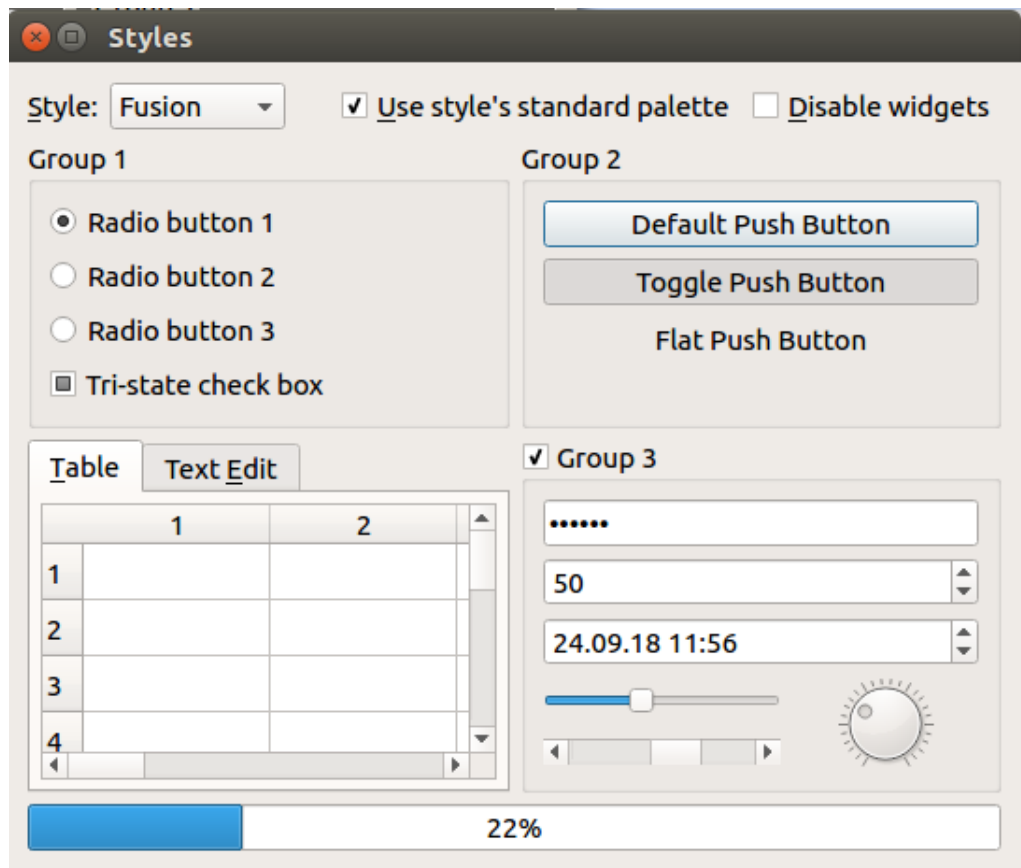 Styles
Style: Fusion Use style's standard palette Disable widgets
Group 1
Radio button 1
Radio button 2
Radio button 3
Tri-state check box
Group 2
Default Push Button
Toggle Push Button
Flat Push Button
Table Text Edit
1 2
1
2
3
4
Group 3
••••••
50
24.09.18 11:56
22%